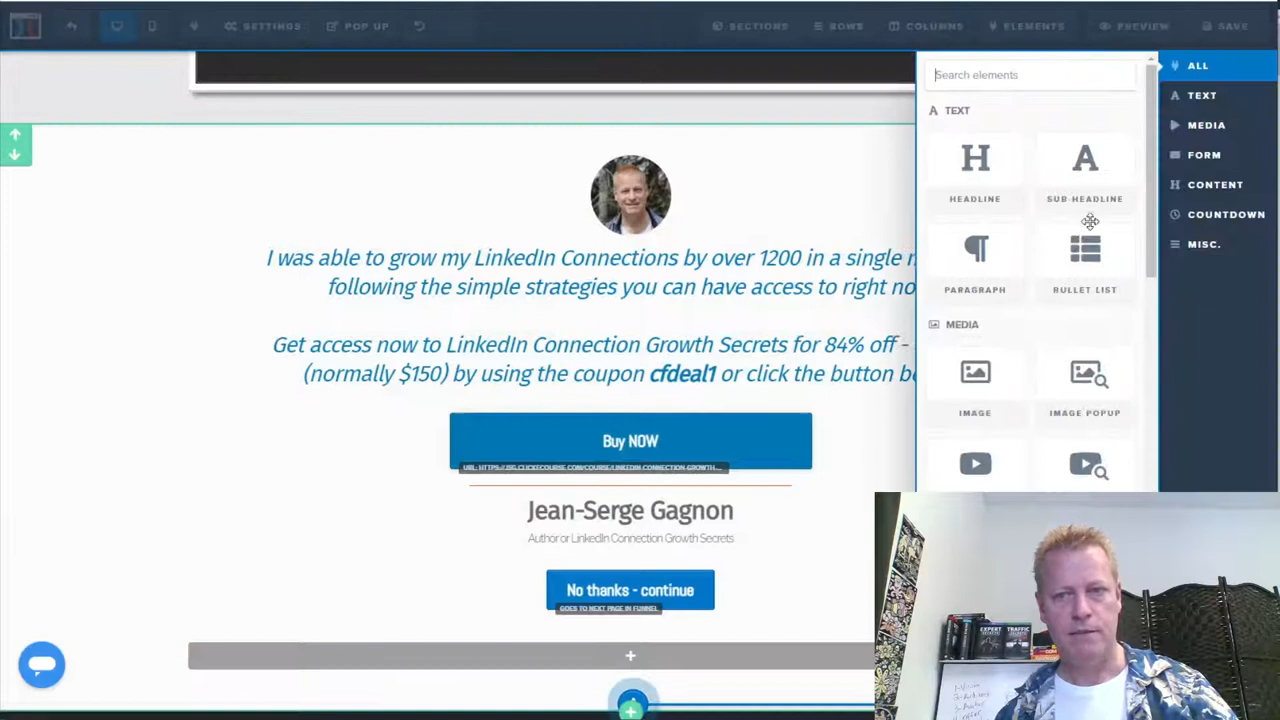 SETTINGS
POP UP
SECTIONS
ROWS
COLUMNS
ELEMENTS
PREVIEW
SAVE
Search elements
TEXT
HEADLINE
SUB-HEADLINE
PARAGRAPH
BULLET LIST
MEDIA
IMAGE
IMAGE POPUP
ALL
TEXT
MEDIA
FORM
CONTENT
COUNTDOWN
MISC.
I was able to grow my LinkedIn Connections by over 1200 in a single
following the simple strategies you can have access to right
Get access now to LinkedIn Connection Growth Secrets for 84% off -
(normally $150) by using the coupon cfdeal1 or click the button
Buy NOW
Jean-Serge Gagnon
Author or LinkedIn Connection Growth Secrets
No thanks - continue
GOES TO NEXT PAGE IN FUNNEL
EXPERT
TRAFFIC